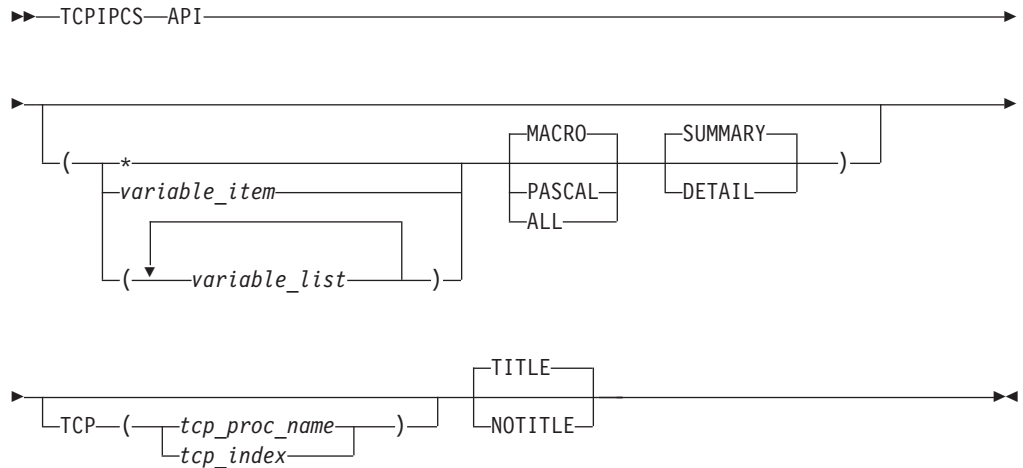 TCPIPCS API
MACRO SUMMARY
( * PASCAL DETAIL )
variable_item ALL
( variable_list )
TITLE
TCP ( tcp_proc_name ) NOTITLE
tcp_index